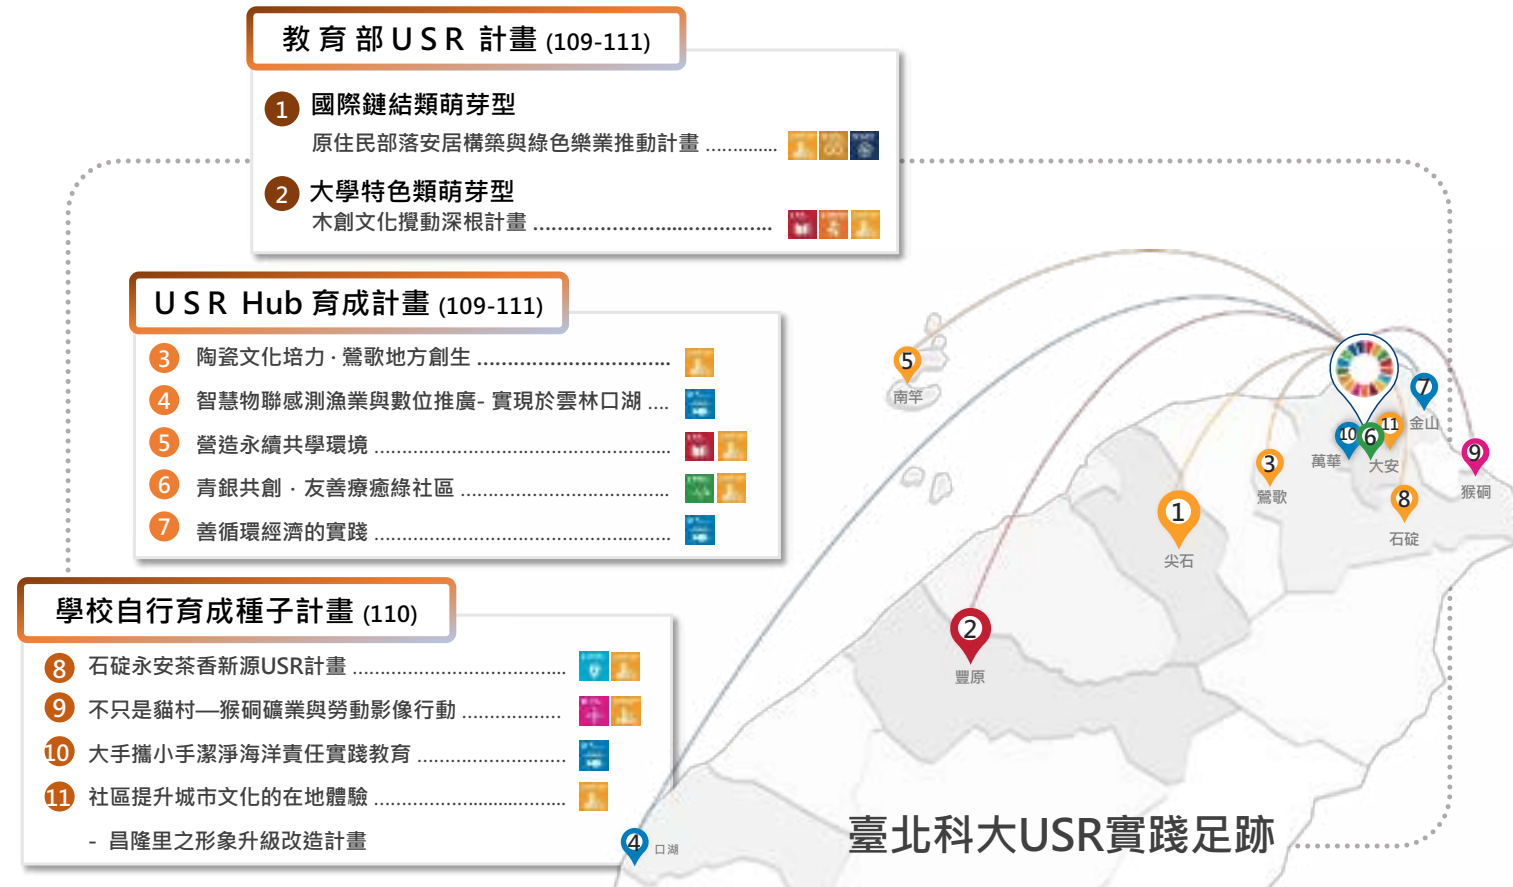 教育部USR 計畫 (109-111)
1 國際鏈結類萌芽型
原住民部落安居構築與綠色樂業推動計畫 .............
2 大學特色類萌芽型
木創文化攪動深根計畫 ........................................
USR Hub 育成計畫 (109-111)
3 陶瓷文化培力 · 鶯歌地方創生 ........................................
4 智慧物聯感測漁業與數位推廣- 實現於雲林口湖 ....
5 營造永續共學環境 ........................................
6 青銀共創 · 友善療癒綠社區 ........................................
7 善循環經濟的實踐 ........................................
學校自行育成種子計畫 (110)
8 石碇永安茶香新源USR計畫 ........................................
9 不只是貓村—猴硐礦業與勞動影像行動 ..................
10 大手攜小手潔淨海洋責任實踐教育 ...........................
11 社區提升城市文化的在地體驗 ...................................
- 昌隆里之形象升級改造計畫
5
南竿
7
金山
10
萬華
6
11
大安
9
猴硐
3
鶯歌
8
石碇
1
尖石
2
豐原
4
口湖
臺北科大USR實踐足跡